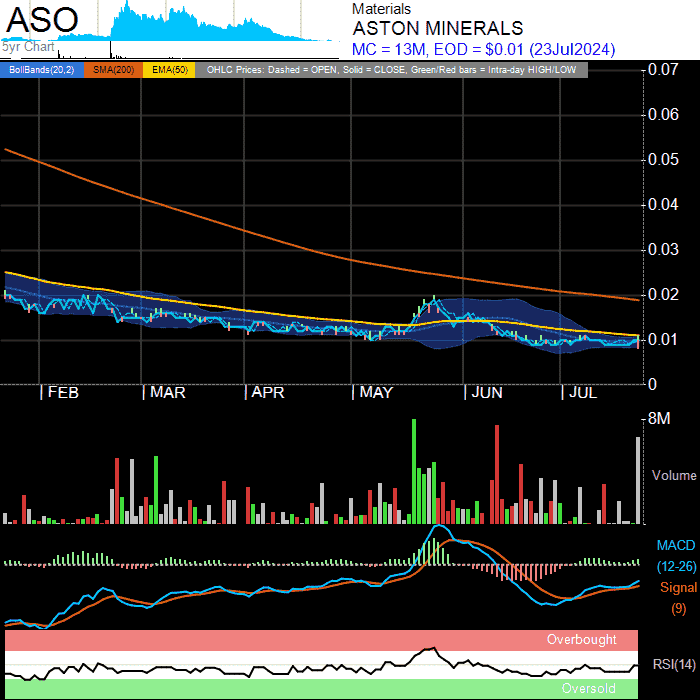 ASO
5yr Chart
Materials
ASTON MINERALS
MC = 13M, EOD = $0.01 (23Jul2024)
BollBands(20,2) SMA(200) EMA(50) OHLC Prices: Dashed = OPEN, Solid = CLOSE, Green/Red bars = Intra-day HIGH/LOW
0.07
0.06
0.05
0.04
0.03
0.02
0.01
0
FEB MAR APR MAY JUN JUL
8M
Volume
MACD
(12-26)
Signal
(9)
Overbought
RSI(14)
Oversold